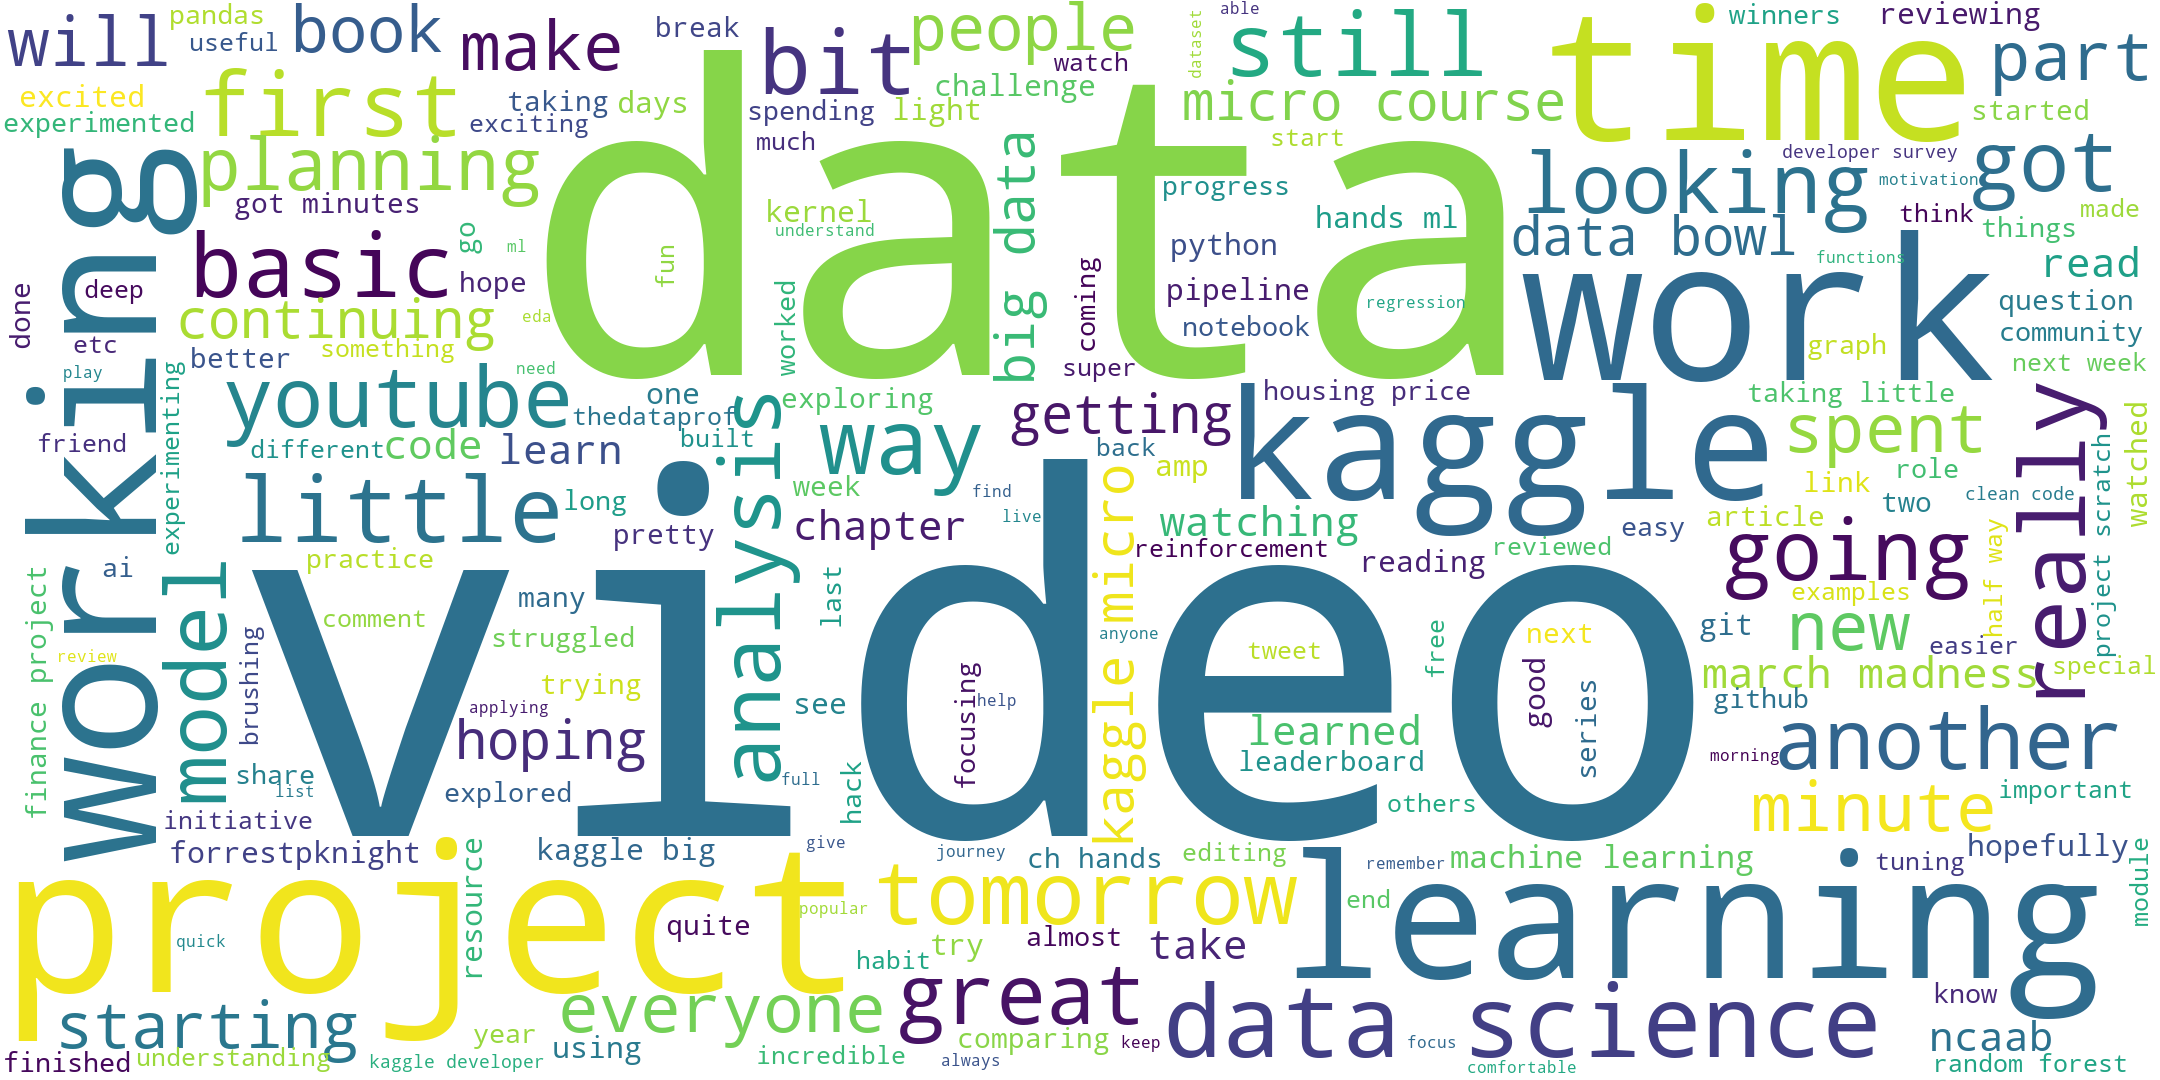 will
pandas
useful
book
make
break
bit
people
able
dataset
still
time
winners
reviewing
part
excited
experimented
first
taking
days
exciting
spending
light
watch
challenge
micro course
started
much
start
planning
got minutes
data
big data
looking
developer survey
motivation
got
think
things
made
working
basic
go
ml
hope
fun
kernel
understand
progress
hands ml
python
pipeline
notebook
regression
data bowl
functions
read
work
question
community
done
deep
etc
continuing
eda
better
something
need
worked
coming
super
graph
next week
play
experimenting
youtube
one
thedataprof
exploring
getting
housing price
kaggle
taking little
spent
really
watched
friend
different
code
learn
built
analysis
way
back
amp
week
link
role
two
clean code
project scratch
little
long
pretty
find
live
chapter
kaggle micro
watching
reinforcement
reading
reviewed
easy
article
going
half way
ai
model
practice
many
comment
struggled
trying
last
video
anyone
free
tweet
next
git
examples
new
easier
finance project
review
brushing
hoping
applying
see
focusing
help
good
series
march madness
special
github
learned
leaderboard
morning
another
share
list
explored
full
hack
others
minute
important
initiative
forrestpknight
kaggle big
give
journey
ch hands
editing
remember
machine learning
tuning
hopefully
module
project
resource
tomorrow
popular
end
learning
quick
quite
habit
try
almost
take
starting
year
using
everyone
great
data science
know
ncaab
finished
understanding
kaggle developer
incredible
comparing
always
keep
focus
comfortable
random forest